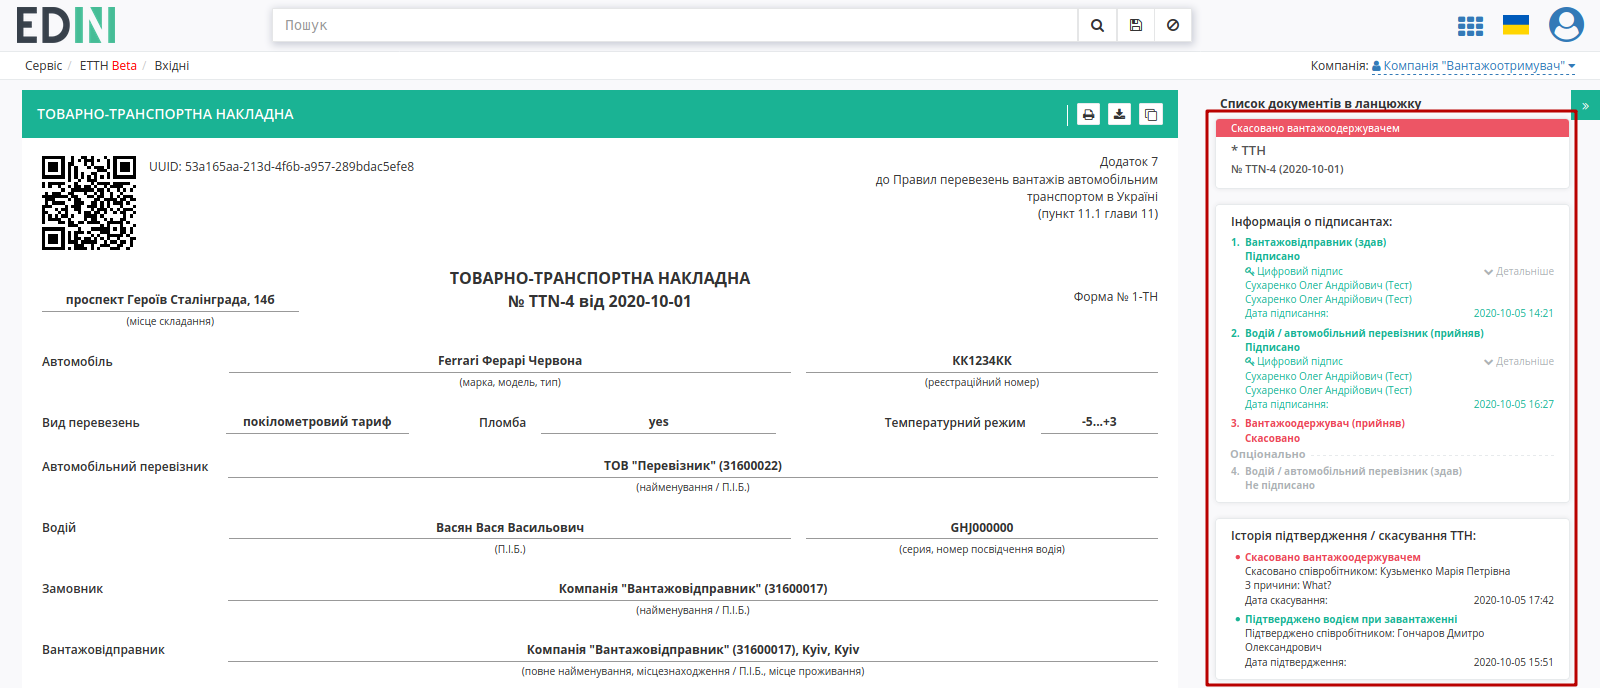 EDIN
Пошук
Сервіс / ЕТТН Beta / Вхідні
Компанія: Компанія "Вантажоотримувач"
ТОВАРНО-ТРАНСПОРТНА НАКЛАДНА
UUID: 53a165aa-213d-4f6b-a957-289bdac5efe8
Додаток 7
до Правил перевезень вантажів автомобільним
транспортом в Україні
(пункт 11.1 глави 11)
ТОВАРНО-ТРАНСПОРТНА НАКЛАДНА
№ TTN-4 від 2020-10-01
проспект Героїв Сталінграда, 14б
(місце складання)
Форма № 1-ТН
Автомобіль
Ferrari Ферарі Червона
(марка, модель, тип)
КК1234КК
(реєстраційний номер)
Вид перевезень
покілометровий тариф
Пломба
yes
Температурний режим
-5...+3
Автомобільний перевізник
ТОВ "Перевізник" (31600022)
(найменування / П.І.Б.)
Водій
Васян Вася Васильович
(П.І.Б.)
GHJ000000
(серия, номер посвідчення водія)
Замовник
Компанія "Вантажовідправник" (31600017)
(найменування / П.І.Б.)
Вантажовідправник
Компанія "Вантажовідправник" (31600017), Kyiv, Kyiv
(повне найменування, місцезнаходження / П.І.Б., місце проживання)
Список документів в ланцюжку
»
Скасовано вантажоодержувачем
* ТТН
№ TTN-4 (2020-10-01)
Інформація о підписантах:
1. Вантажовідправник (здав)
Підписано
Цифровий підпис Детальніше
Сухаренко Олег Андрійович (Тест)
Сухаренко Олег Андрійович (Тест)
Дата підписання: 2020-10-05 14:21
2. Водій / автомобільний перевізник (прийняв)
Підписано
Цифровий підпис Детальніше
Сухаренко Олег Андрійович (Тест)
Сухаренко Олег Андрійович (Тест)
Дата підписання: 2020-10-05 16:27
3. Вантажоодержувач (прийняв)
Скасовано
Опціонально
4. Водій / автомобільний перевізник (здав)
Не підписано
Історія підтвердження / скасування ТТН:
• Скасовано вантажоодержувачем
Скасовано співробітником: Кузьменко Марія Петрівна
З причини: What?
Дата скасування: 2020-10-05 17:42
• Підтверджено водієм при завантаженні
Підтверджено співробітником: Гончаров Дмитро
Олександрович
Дата підтвердження: 2020-10-05 15:51